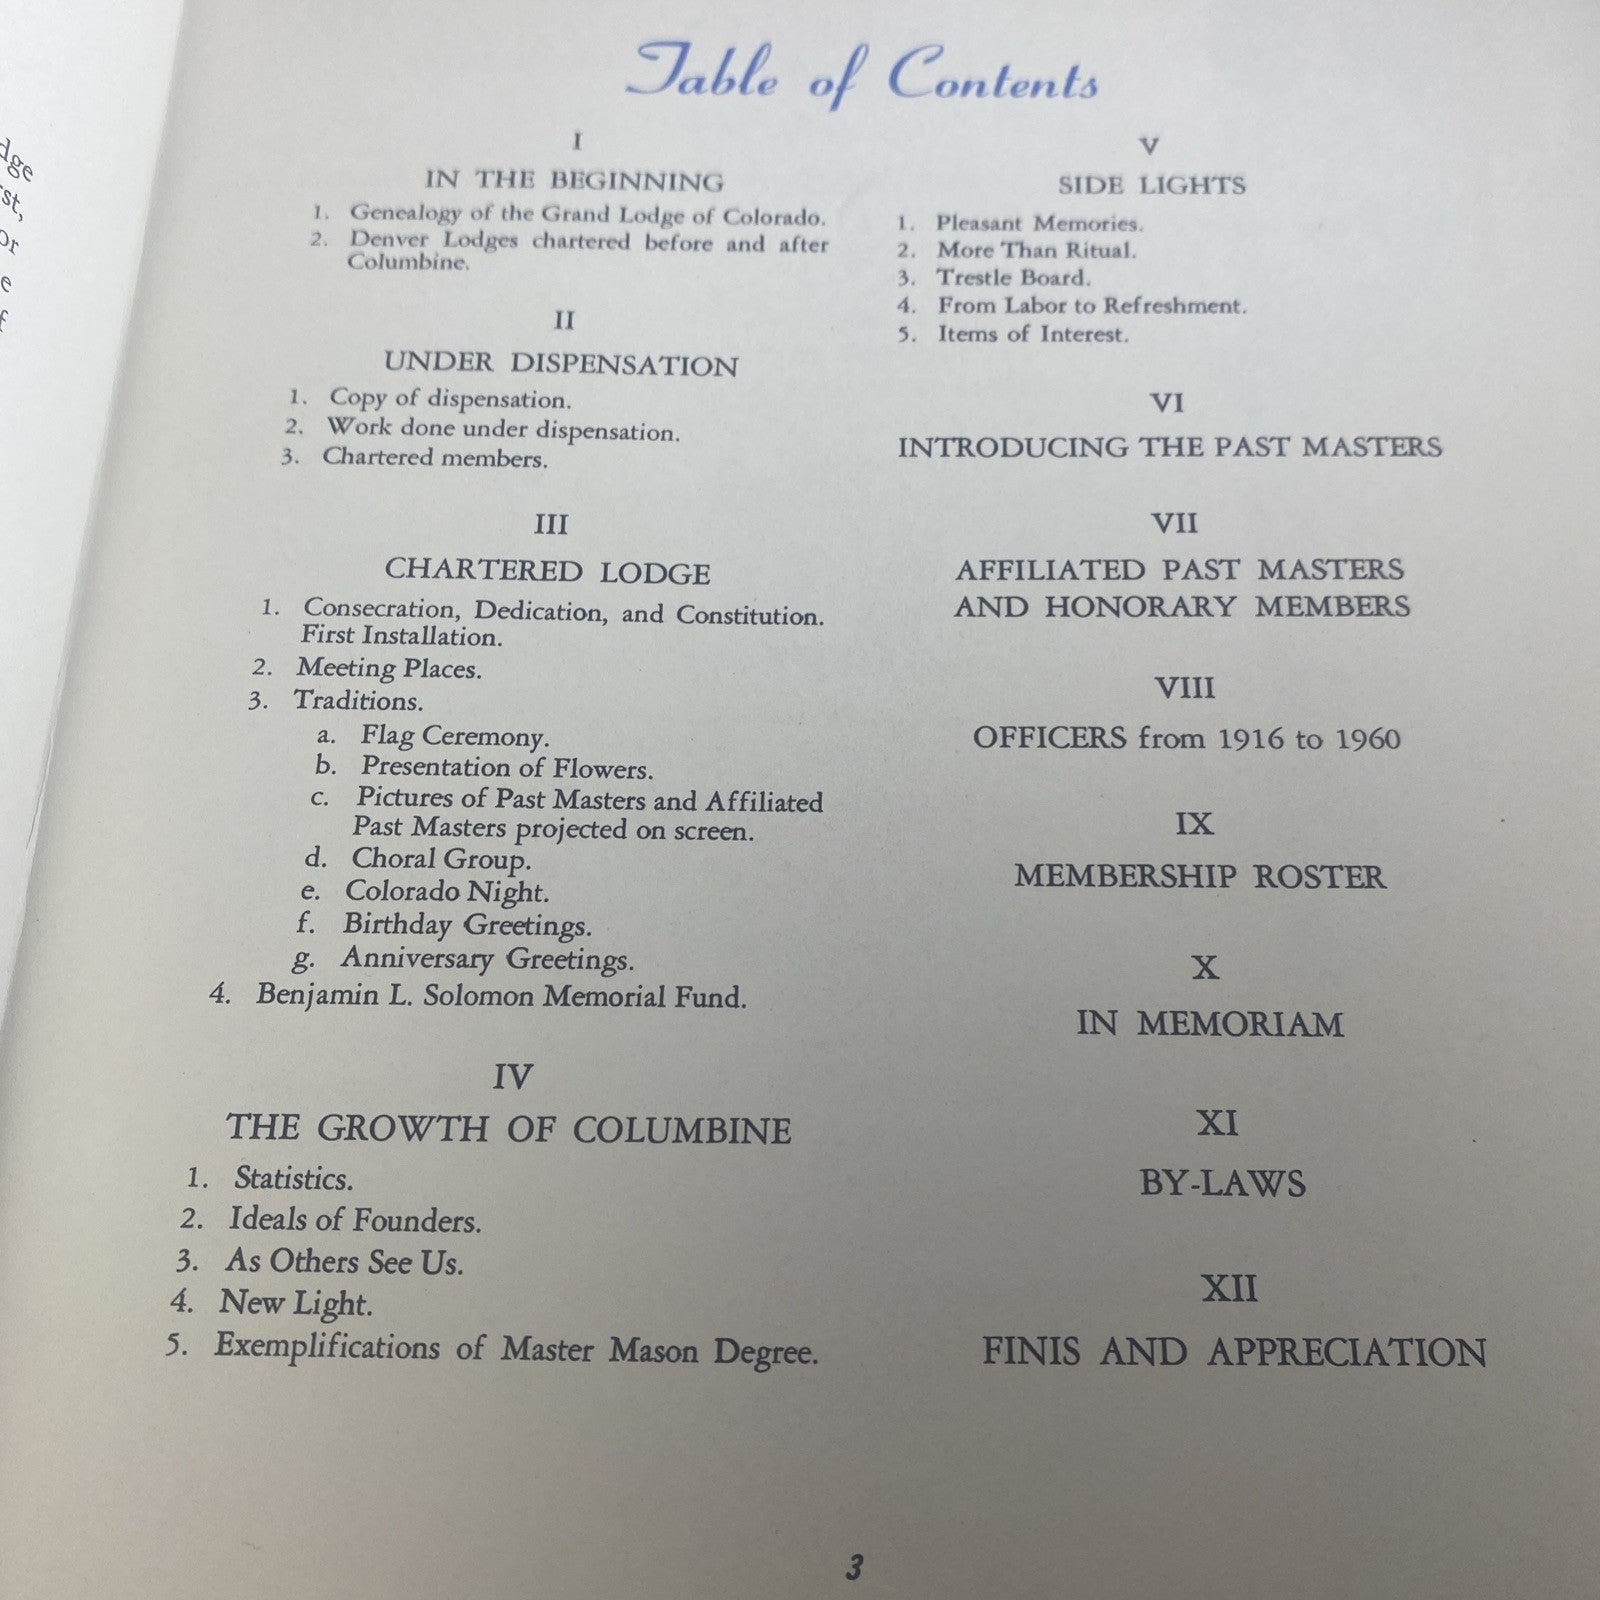 dge
st,
or
e
f
Table of Contents
I
IN THE BEGINNING
1. Genealogy of the Grand Lodge of Colorado.
2. Denver Lodges chartered before and after
Columbine.
II
UNDER DISPENSATION
1. Copy of dispensation.
2. Work done under dispensation.
3. Chartered members.
III
CHARTERED LODGE
1. Consecration, Dedication, and Constitution.
First Installation.
2. Meeting Places.
3. Traditions.
a. Flag Ceremony.
b. Presentation of Flowers.
c. Pictures of Past Masters and Affiliated
Past Masters projected on screen.
d. Choral Group.
e. Colorado Night.
f. Birthday Greetings.
g. Anniversary Greetings.
4. Benjamin L. Solomon Memorial Fund.
IV
THE GROWTH OF COLUMBINE
1. Statistics.
2. Ideals of Founders.
3. As Others See Us.
4. New Light.
5. Exemplifications of Master Mason Degree.
V
SIDE LIGHTS
1. Pleasant Memories.
2. More Than Ritual.
3. Trestle Board.
4. From Labor to Refreshment.
5. Items of Interest.
VI
INTRODUCING THE PAST MASTERS
VII
AFFILIATED PAST MASTERS
AND HONORARY MEMBERS
VIII
OFFICERS from 1916 to 1960
IX
MEMBERSHIP ROSTER
X
IN MEMORIAM
XI
BY-LAWS
XII
FINIS AND APPRECIATION
3